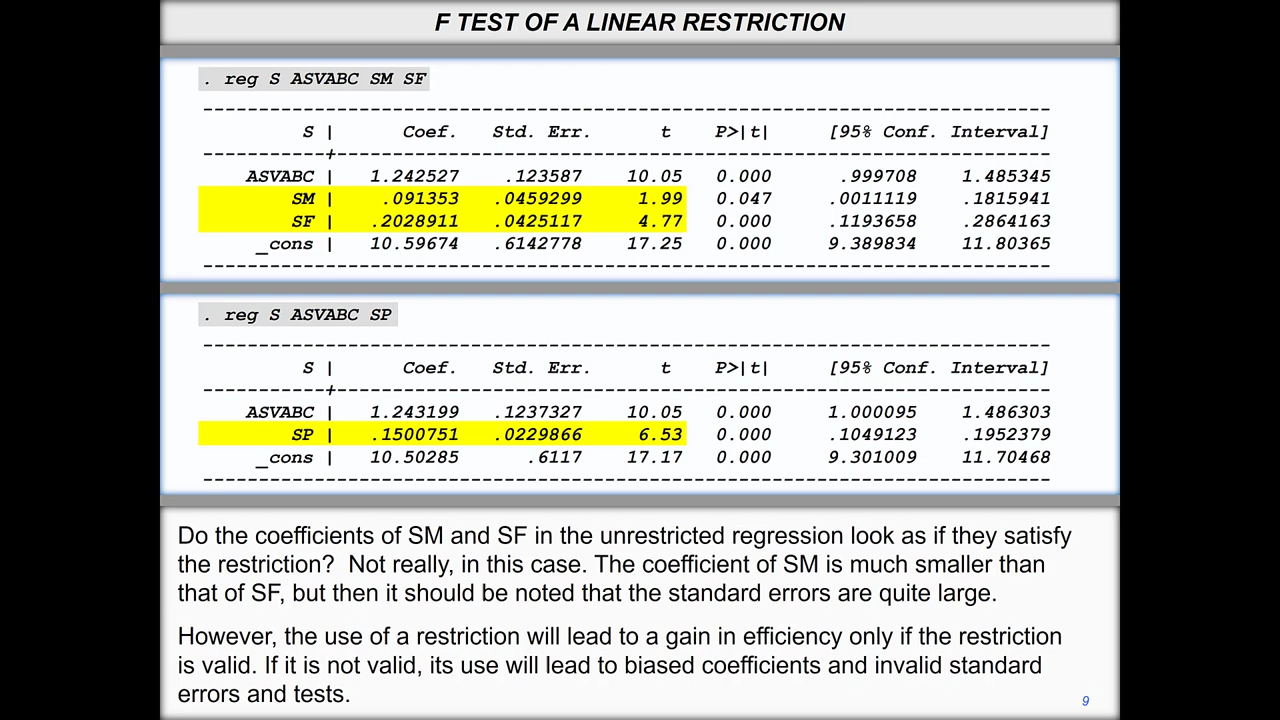 F TEST OF A LINEAR RESTRICTION
. reg S ASVABC SM SF
------------------------------------------------------------------------------
S | Coef. Std. Err. t P>|t| [95% Conf. Interval]
-----------+------------------------------------------------------------------
ASVABC | 1.242527 .123587 10.05 0.000 .999708 1.485345
SM | .091353 .0459299 1.99 0.047 .0011119 .1815941
SF | .2028911 .0425117 4.77 0.000 .1193658 .2864163
_cons | 10.59674 .6142778 17.25 0.000 9.389834 11.80365
------------------------------------------------------------------------------
. reg S ASVABC SP
------------------------------------------------------------------------------
S | Coef. Std. Err. t P>|t| [95% Conf. Interval]
-----------+------------------------------------------------------------------
ASVABC | 1.243199 .1237327 10.05 0.000 1.000095 1.486303
SP | .1500751 .0229866 6.53 0.000 .1049123 .1952379
_cons | 10.50285 .6117 17.17 0.000 9.301009 11.70468
------------------------------------------------------------------------------
Do the coefficients of SM and SF in the unrestricted regression look as if they satisfy
the restriction? Not really, in this case. The coefficient of SM is much smaller than
that of SF, but then it should be noted that the standard errors are quite large.
However, the use of a restriction will lead to a gain in efficiency only if the restriction
is valid. If it is not valid, its use will lead to biased coefficients and invalid standard
errors and tests.
9